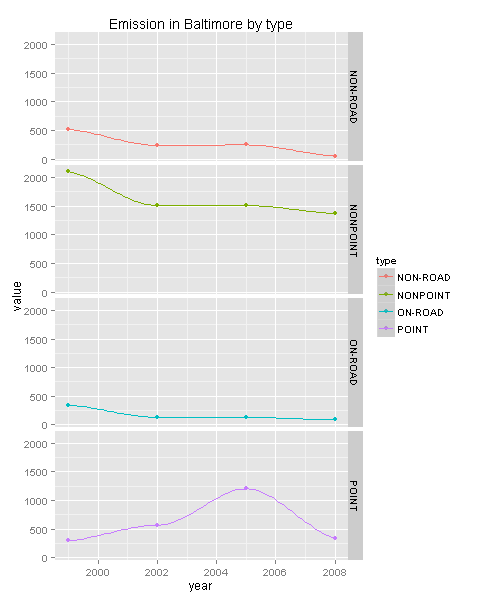 Emission in Baltimore by type
2000
1500
1000
500
0
NON-ROAD
2000
1500
1000
500
0
NONPOINT
2000
1500
1000
500
0
ON-ROAD
2000
1500
1000
500
0
POINT
2000 2002 2004 2006 2008
year
value
type
NON-ROAD
NONPOINT
ON-ROAD
POINT